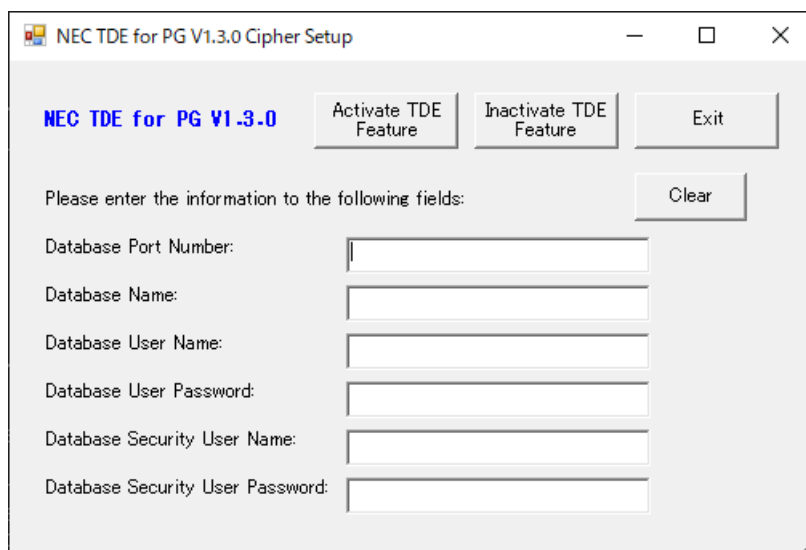 NEC TDE for PG V1.3.0 Cipher Setup
NEC TDE for PG V1.3.0
Activate TDE
Feature
Inactivate TDE
Feature
Exit
Please enter the information to the following fields:
Clear
Database Port Number:
Database Name:
Database User Name:
Database User Password:
Database Security User Name:
Database Security User Password: